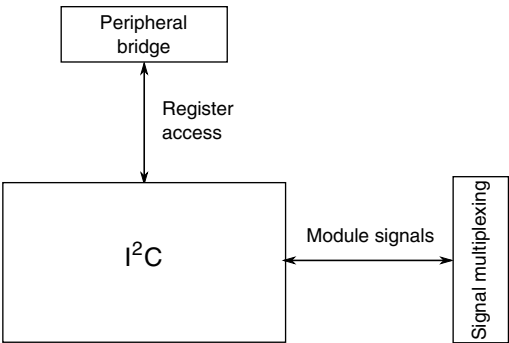 Peripheral
bridge
Register
access
I²C
Module signals
Signal multiplexing